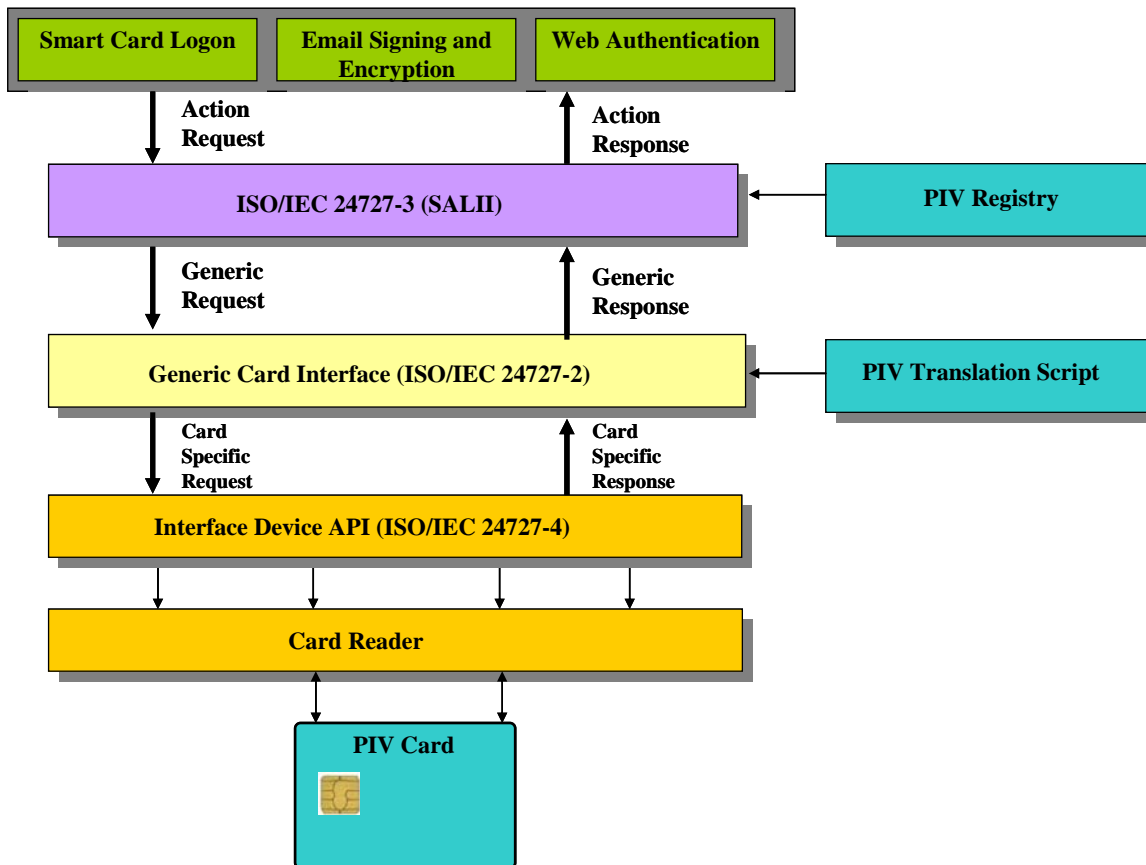 Smart Card Logon
Email Signing and
Encryption
Web Authentication
Action
Request
Action
Response
ISO/IEC 24727-3 (SALII)
PIV Registry
Generic
Request
Generic
Response
Generic Card Interface (ISO/IEC 24727-2)
PIV Translation Script
Card
Specific
Request
Card
Specific
Response
Interface Device API (ISO/IEC 24727-4)
Card Reader
PIV Card